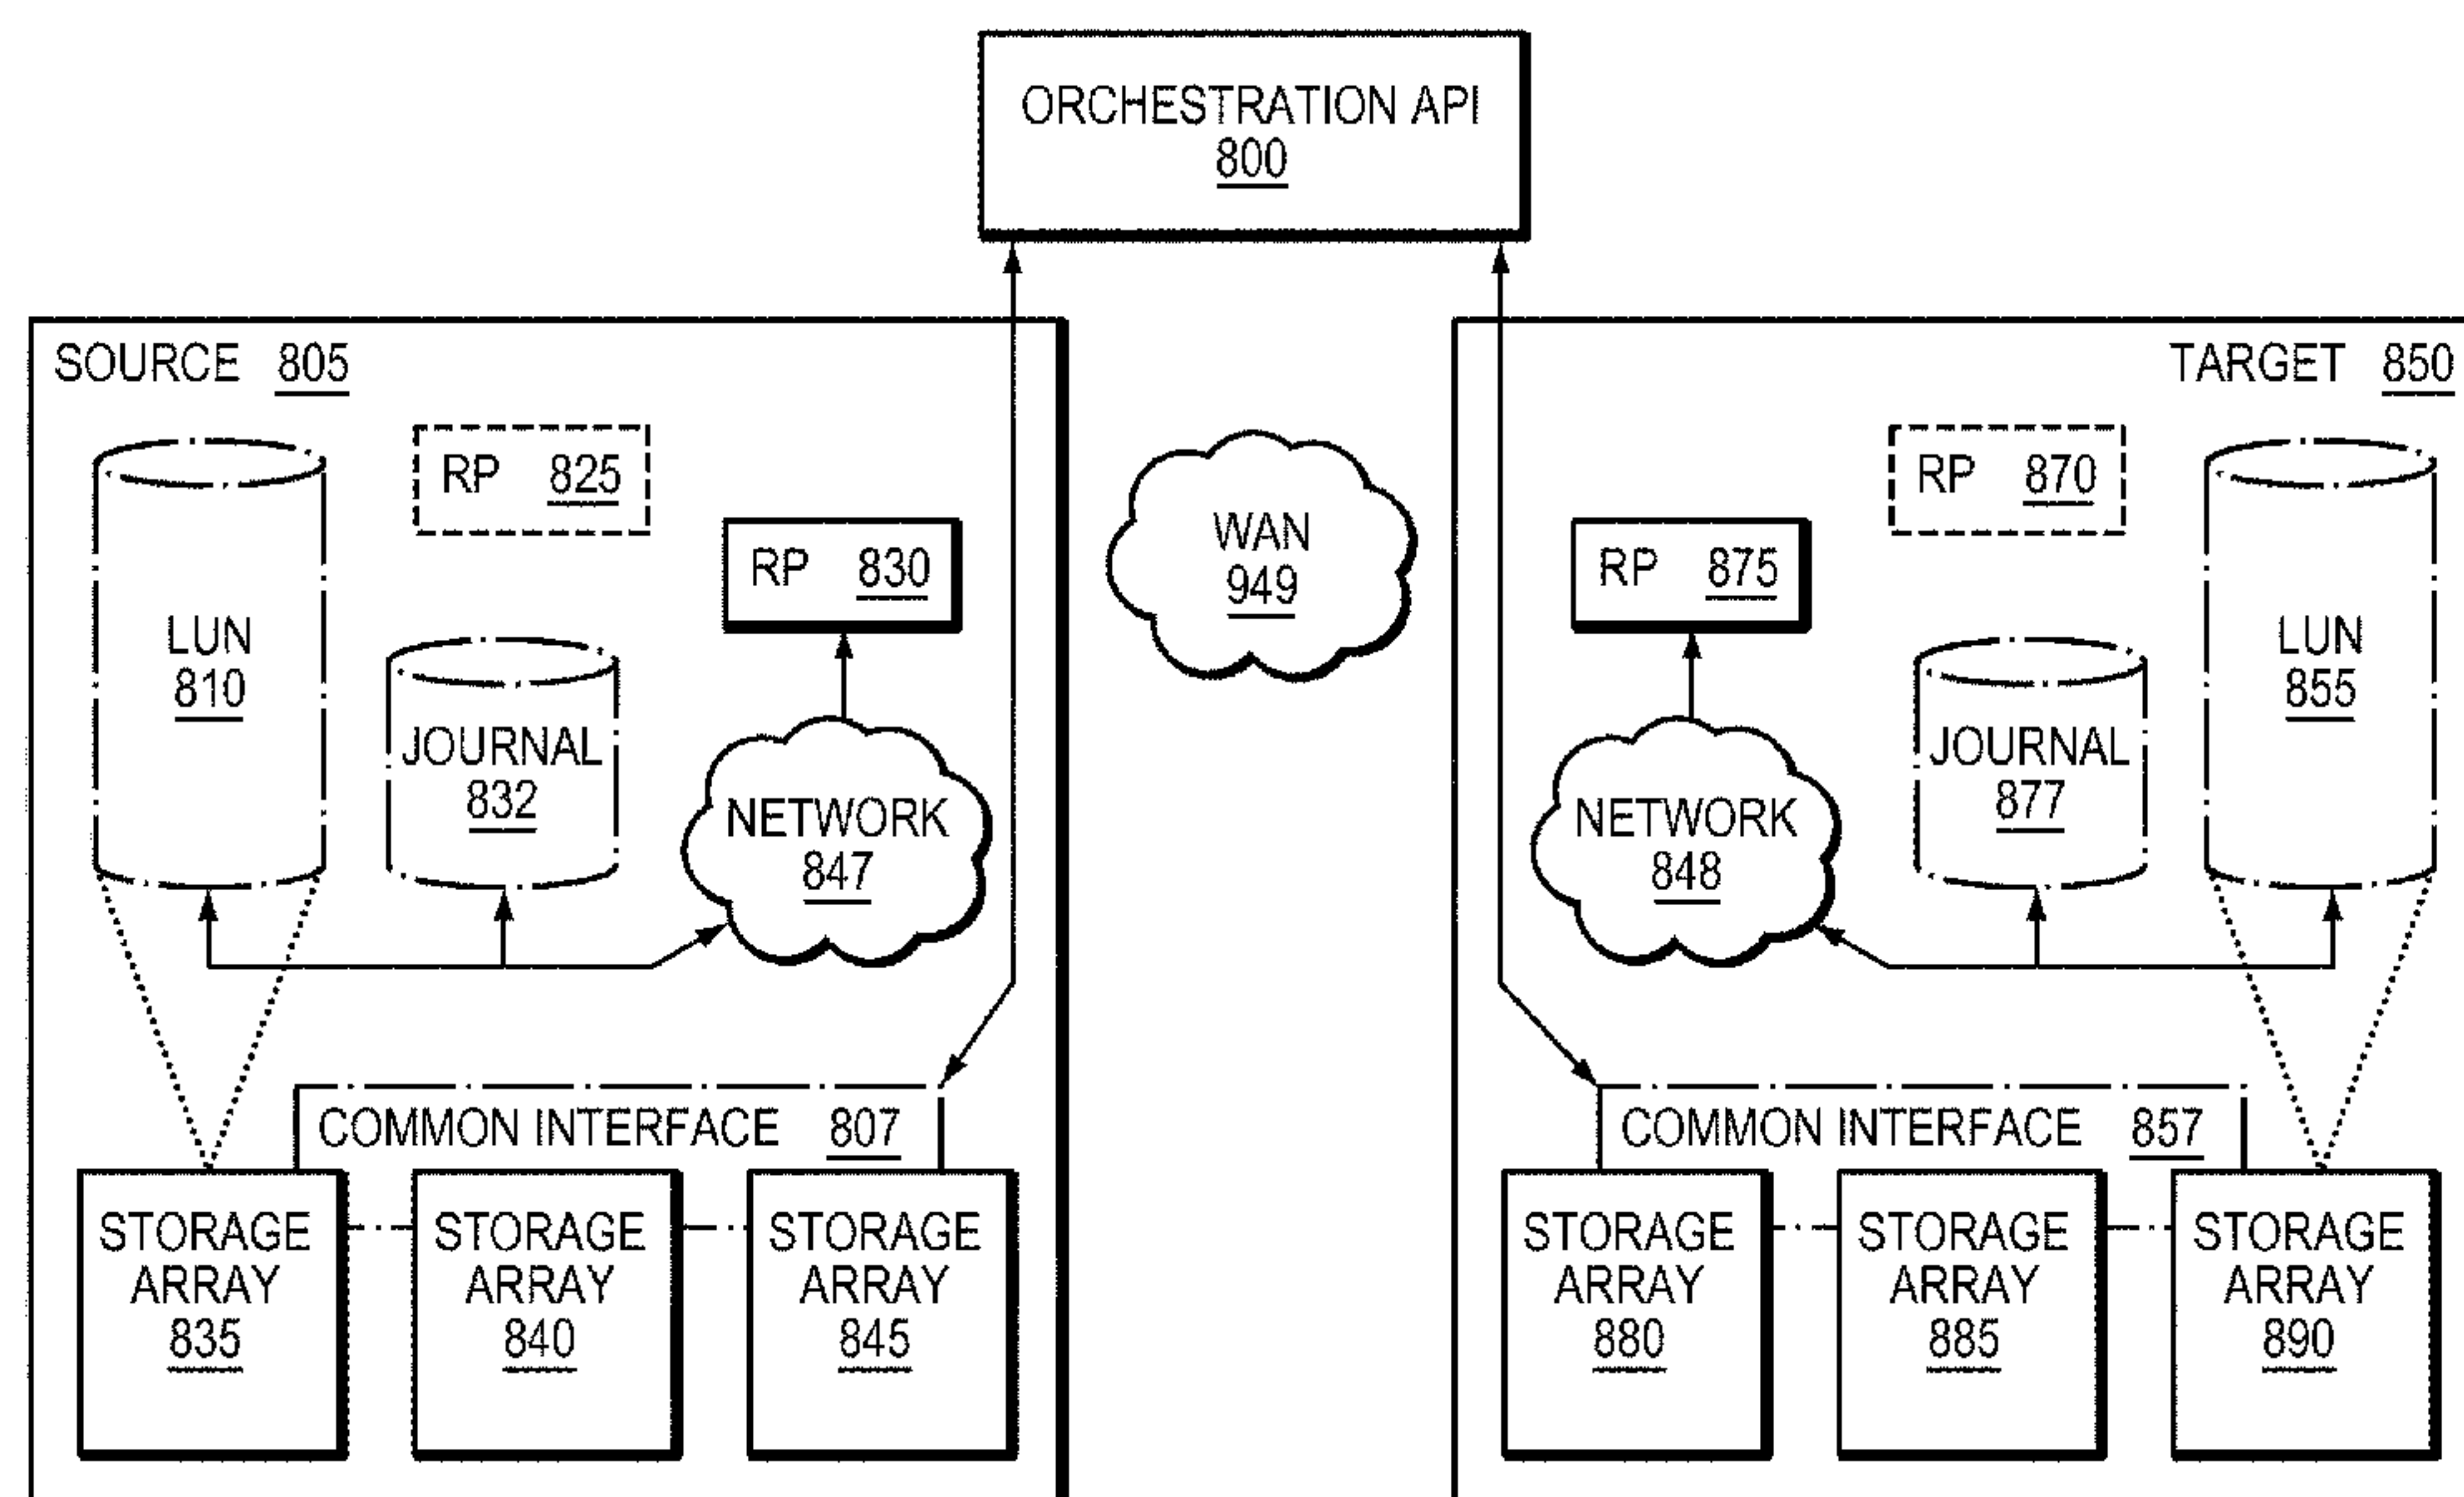 ORCHESTRATION API
800
SOURCE 805
RP 825
RP 830
LUN
810
JOURNAL
832
NETWORK
847
COMMON INTERFACE 807
STORAGE
ARRAY
835
STORAGE
ARRAY
840
STORAGE
ARRAY
845
WAN
949
TARGET 850
RP 870
RP 875
LUN
855
JOURNAL
877
NETWORK
848
COMMON INTERFACE 857
STORAGE
ARRAY
880
STORAGE
ARRAY
885
STORAGE
ARRAY
890